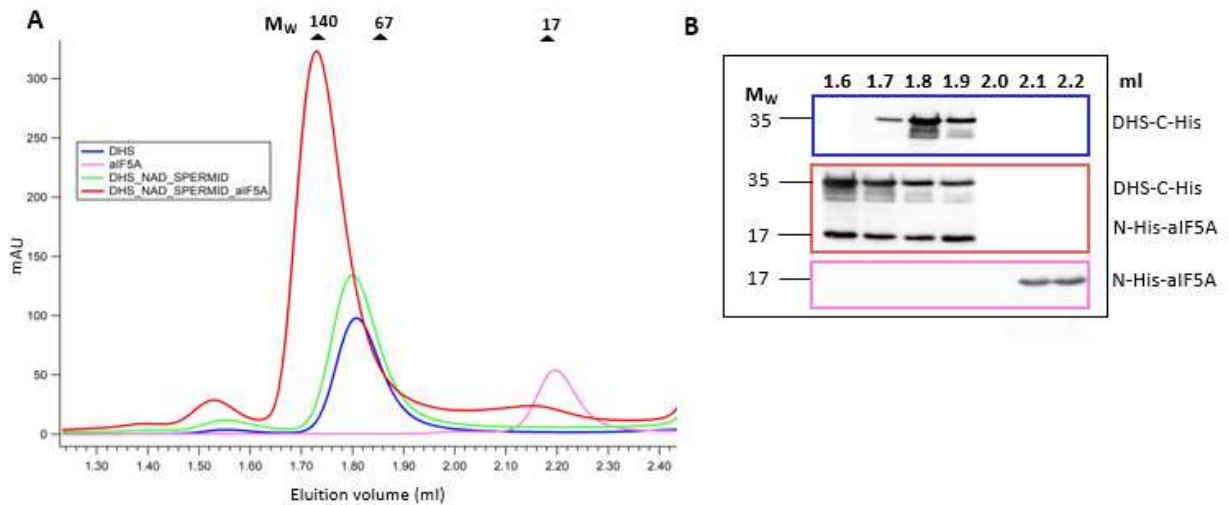 A
M_W 140 67 17
300
250
200
150
100
50
0
mAU
DHS
aIF5A
DHS_NAD_SPERMID
DHS_NAD_SPERMID_aIF5A
1.30 1.40 1.50 1.60 1.70 1.80 1.90 2.00 2.10 2.20 2.30 2.40
Eluition volume (ml)
B
1.6 1.7 1.8 1.9 2.0 2.1 2.2 ml
M_W
35 DHS-C-His
35 DHS-C-His
17 N-His-aIF5A
17 N-His-aIF5A